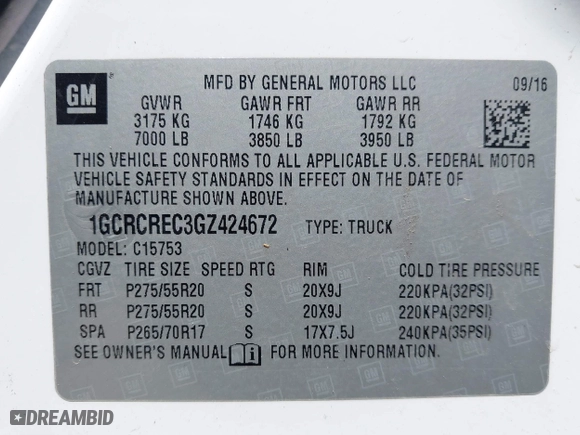 GM
MFD BY GENERAL MOTORS LLC 09/16
GVWR GAWR FRT GAWR RR
3175 KG 1746 KG 1792 KG
7000 LB 3850 LB 3950 LB
THIS VEHICLE CONFORMS TO ALL APPLICABLE U.S. FEDERAL MOTOR
VEHICLE SAFETY STANDARDS IN EFFECT ON THE DATE OF
MANUFACTURE SHOWN ABOVE.
1GCRCREC3GZ424672 TYPE: TRUCK
MODEL: C15753
CGVZ TIRE SIZE SPEED RTG RIM COLD TIRE PRESSURE
FRT P275/55R20 S 20X9J 220KPA(32PSI)
RR P275/55R20 S 20X9J 220KPA(32PSI)
SPA P265/70R17 S 17X7.5J 240KPA(35PSI)
SEE OWNER'S MANUAL FOR MORE INFORMATION.
DREAMBID